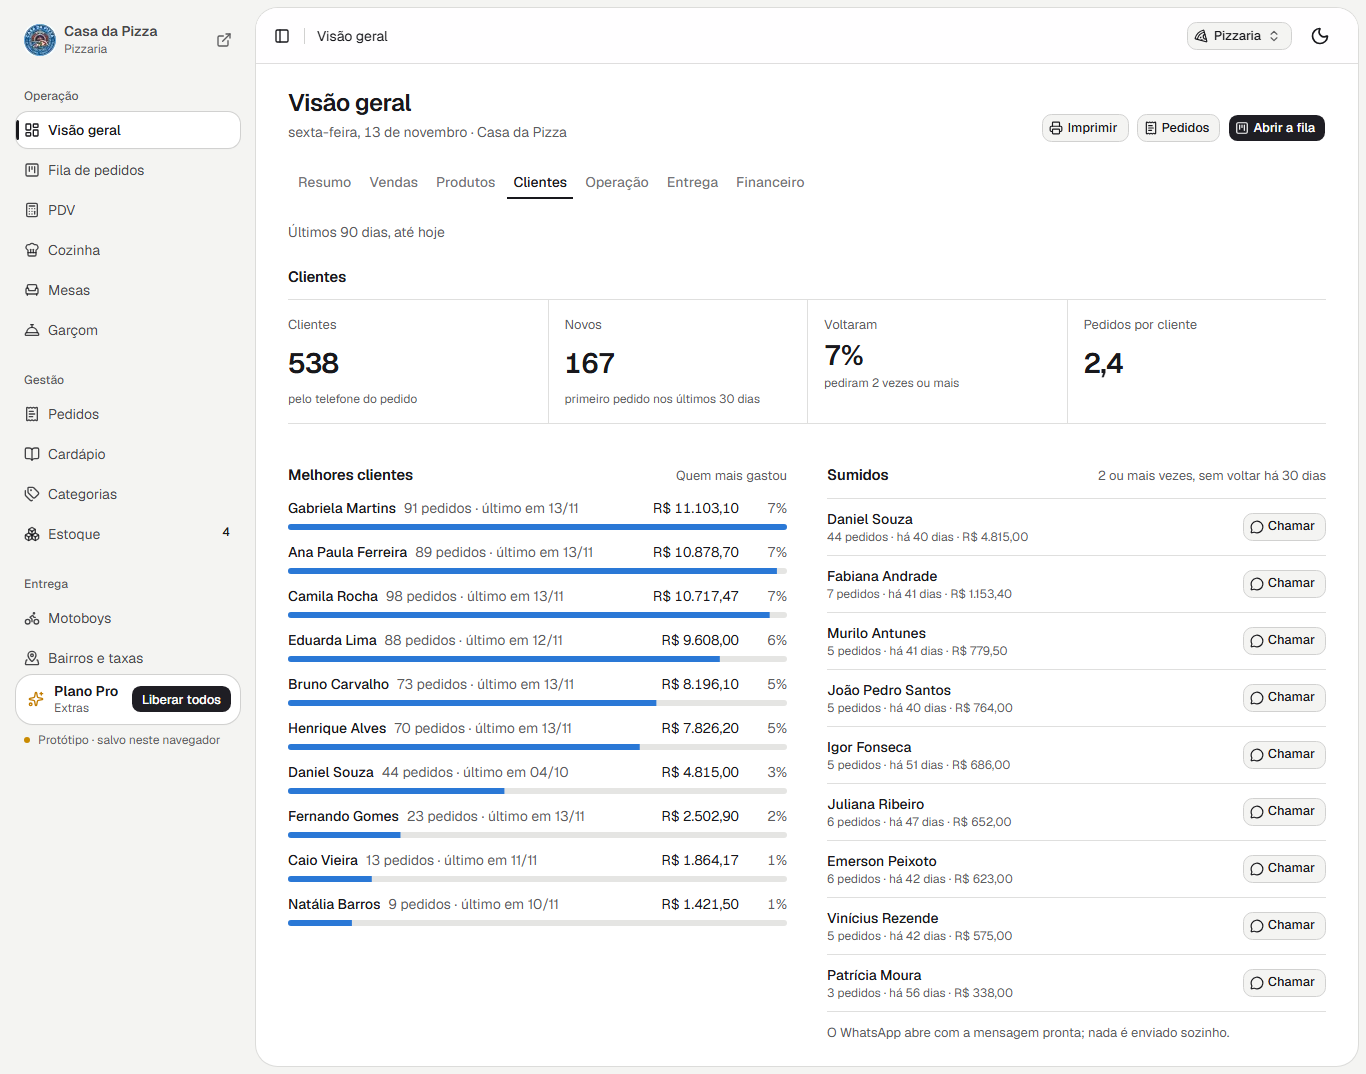 Casa da Pizza
Pizzaria
Operação
Visão geral
Fila de pedidos
PDV
Cozinha
Mesas
Garçom
Gestão
Pedidos
Cardápio
Categorias
Estoque 4
Entrega
Motoboys
Bairros e taxas
Plano Pro
Extras
Liberar todos
Protótipo · salvo neste navegador
Visão geral
Pizzaria
Visão geral
sexta-feira, 13 de novembro · Casa da Pizza
Imprimir Pedidos Abrir a fila
Resumo Vendas Produtos Clientes Operação Entrega Financeiro
Últimos 90 dias, até hoje
Clientes
Clientes
538
pelo telefone do pedido
Novos
167
primeiro pedido nos últimos 30 dias
Voltaram
7%
pediram 2 vezes ou mais
Pedidos por cliente
2,4
Melhores clientes Quem mais gastou
Gabriela Martins 91 pedidos · último em 13/11 R$ 11.103,10 7%
Ana Paula Ferreira 89 pedidos · último em 13/11 R$ 10.878,70 7%
Camila Rocha 98 pedidos · último em 13/11 R$ 10.717,47 7%
Eduarda Lima 88 pedidos · último em 12/11 R$ 9.608,00 6%
Bruno Carvalho 73 pedidos · último em 13/11 R$ 8.196,10 5%
Henrique Alves 70 pedidos · último em 13/11 R$ 7.826,20 5%
Daniel Souza 44 pedidos · último em 04/10 R$ 4.815,00 3%
Fernando Gomes 23 pedidos · último em 13/11 R$ 2.502,90 2%
Caio Vieira 13 pedidos · último em 11/11 R$ 1.864,17 1%
Natália Barros 9 pedidos · último em 10/11 R$ 1.421,50 1%
Sumidos 2 ou mais vezes, sem voltar há 30 dias
Daniel Souza
44 pedidos · há 40 dias · R$ 4.815,00
Chamar
Fabiana Andrade
7 pedidos · há 41 dias · R$ 1.153,40
Chamar
Murilo Antunes
5 pedidos · há 41 dias · R$ 779,50
Chamar
João Pedro Santos
5 pedidos · há 40 dias · R$ 764,00
Chamar
Igor Fonseca
5 pedidos · há 51 dias · R$ 686,00
Chamar
Juliana Ribeiro
6 pedidos · há 47 dias · R$ 652,00
Chamar
Emerson Peixoto
6 pedidos · há 42 dias · R$ 623,00
Chamar
Vinícius Rezende
5 pedidos · há 42 dias · R$ 575,00
Chamar
Patrícia Moura
3 pedidos · há 56 dias · R$ 338,00
Chamar
O WhatsApp abre com a mensagem pronta; nada é enviado sozinho.